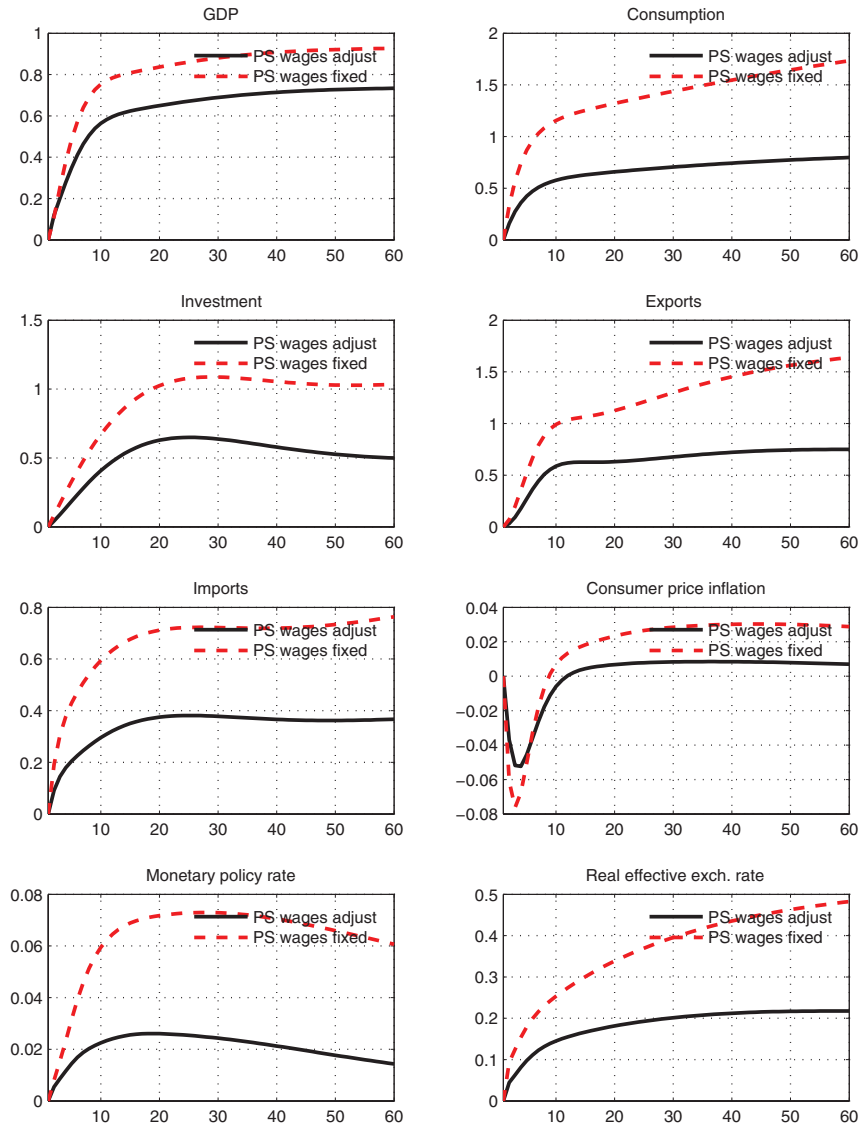 GDP
1
0.8
0.6
0.4
0.2
0
PS wages adjust
PS wages fixed
10 20 30 40 50 60
Consumption
2
1.5
1
0.5
0
PS wages adjust
PS wages fixed
10 20 30 40 50 60
Investment
1.5
1
0.5
0
PS wages adjust
PS wages fixed
10 20 30 40 50 60
Exports
2
1.5
1
0.5
0
PS wages adjust
PS wages fixed
10 20 30 40 50 60
Imports
0.8
0.6
0.4
0.2
0
PS wages adjust
PS wages fixed
10 20 30 40 50 60
Consumer price inflation
0.04
0.02
0
−0.02
−0.04
−0.06
−0.08
PS wages adjust
PS wages fixed
10 20 30 40 50 60
Monetary policy rate
0.08
0.06
0.04
0.02
0
PS wages adjust
PS wages fixed
10 20 30 40 50 60
Real effective exch. rate
0.5
0.4
0.3
0.2
0.1
0
PS wages adjust
PS wages fixed
10 20 30 40 50 60